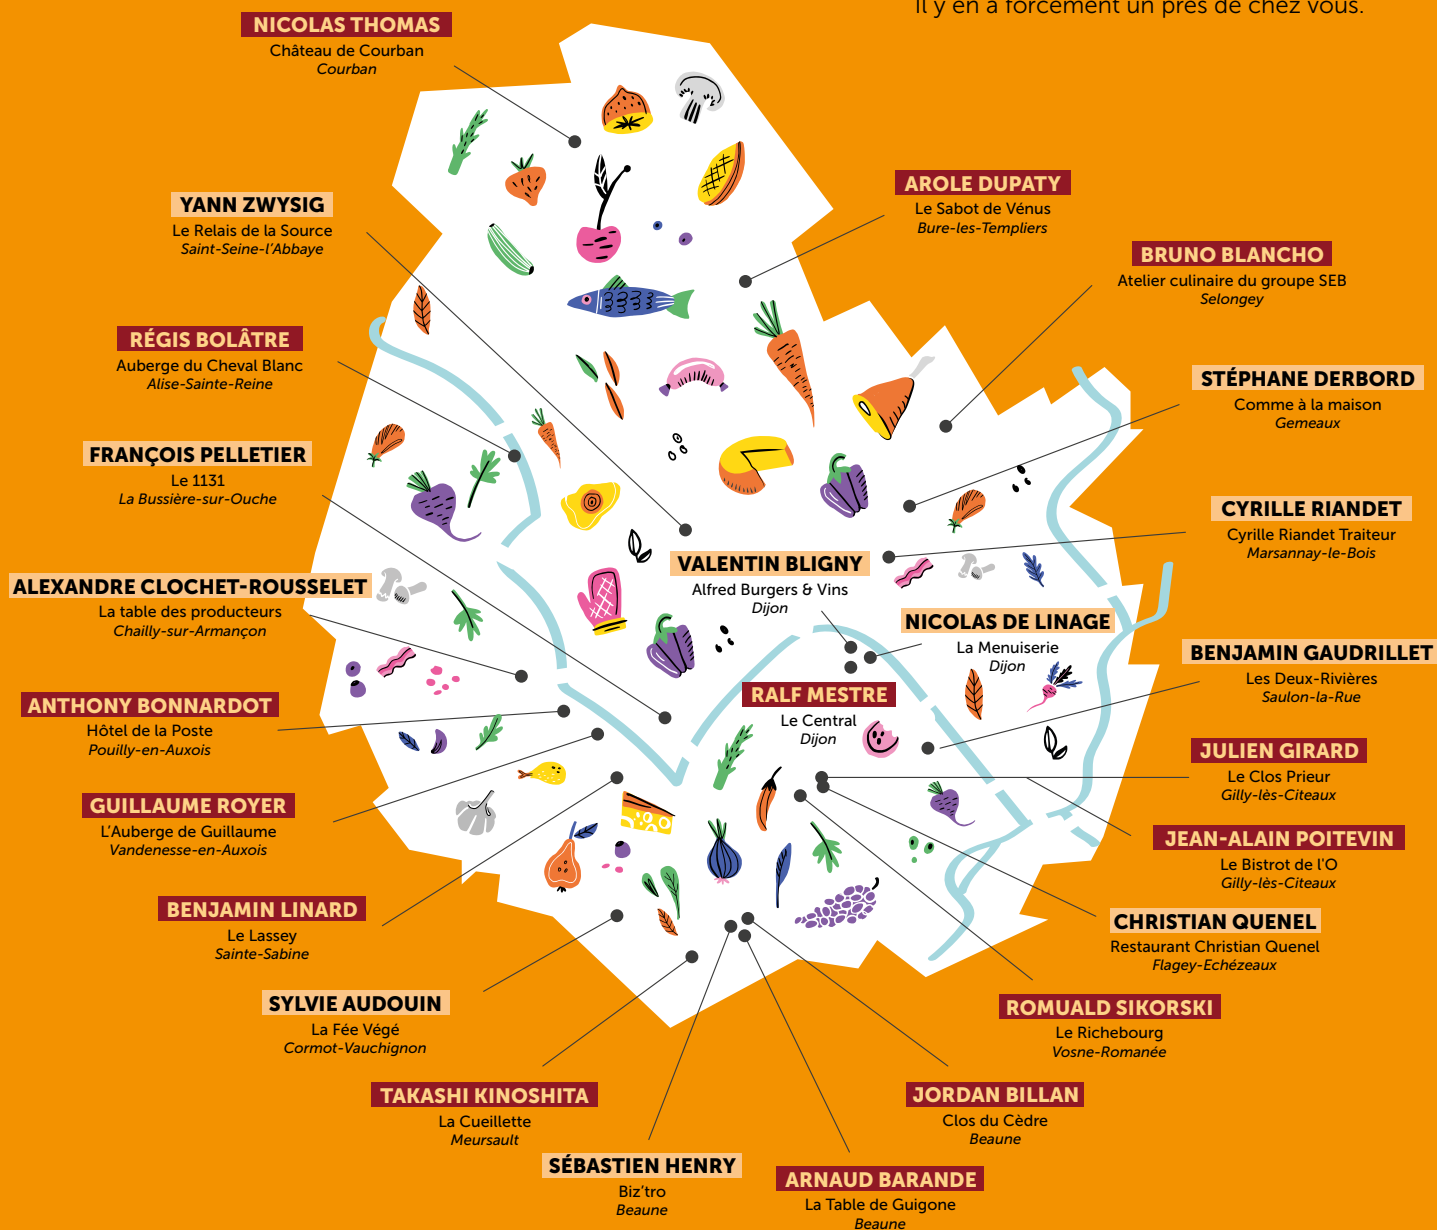 Il y en a forcément un près de chez vous.
NICOLAS THOMAS
Château de Courban
Courban
YANN ZWYSIG
Le Relais de la Source
Saint-Seine-l'Abbaye
AROLE DUPATY
Le Sabot de Vénus
Bure-les-Templiers
BRUNO BLANCHO
Atelier culinaire du groupe SEB
Selongey
RÉGIS BOLÂTRE
Auberge du Cheval Blanc
Alise-Sainte-Reine
STÉPHANE DERBORD
Comme à la maison
Gemeaux
FRANÇOIS PELLETIER
Le 1131
La Bussière-sur-Ouche
CYRILLE RIANDET
Cyrille Riandet Traiteur
Marsannay-le-Bois
VALENTIN BLIGNY
Alfred Burgers & Vins
Dijon
ALEXANDRE CLOCHET-ROUSSELET
La table des producteurs
Chailly-sur-Armançon
NICOLAS DE LINAGE
La Menuiserie
Dijon
BENJAMIN GAUDRILLET
Les Deux-Rivières
Saulon-la-Rue
RALF MESTRE
Le Central
Dijon
ANTHONY BONNARDOT
Hôtel de la Poste
Pouilly-en-Auxois
JULIEN GIRARD
Le Clos Prieur
Gilly-lès-Citeaux
GUILLAUME ROYER
L'Auberge de Guillaume
Vandenesse-en-Auxois
JEAN-ALAIN POITEVIN
Le Bistrot de l'O
Gilly-lès-Citeaux
BENJAMIN LINARD
Le Lassey
Sainte-Sabine
CHRISTIAN QUENEL
Restaurant Christian Quenel
Flagey-Echézeaux
SYLVIE AUDOUIN
La Fée Végé
Cormot-Vauchignon
ROMUALD SIKORSKI
Le Richebourg
Vosne-Romanée
TAKASHI KINOSHITA
La Cueillette
Meursault
JORDAN BILLAN
Clos du Cèdre
Beaune
SÉBASTIEN HENRY
Biz'tro
Beaune
ARNAUD BARANDE
La Table de Guigone
Beaune